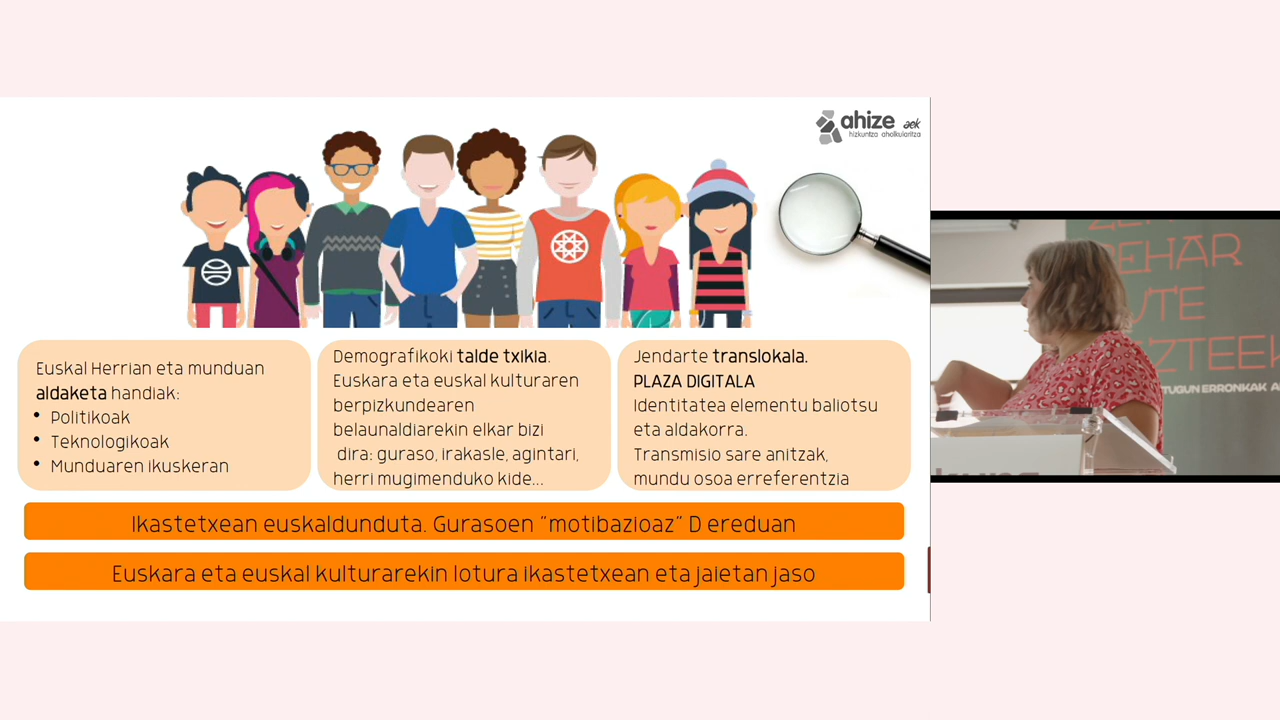 ahize aek
hizkuntza aholkularitza
Euskal Herrian eta munduan
aldaketa handiak:
• Politikoak
• Teknologikoak
• Munduaren ikuskeran
Demografikoki talde txikia.
Euskara eta euskal kulturaren
berpizkundearen
belaunaldiarekin elkar bizi
dira: guraso, irakasle, agintari,
herri mugimenduko kide...
Jendarte translokala.
PLAZA DIGITALA
Identitatea elementu baliotsu
eta aldakorra.
Transmisio sare anitzak,
mundu osoa erreferentzia
Ikastetxean euskaldunduta. Gurasoen “motibazioaz” D ereduan
Euskara eta euskal kulturarekin lotura ikastetxean eta jaietan jaso
BEHAR
TUGUN ERRONKAK